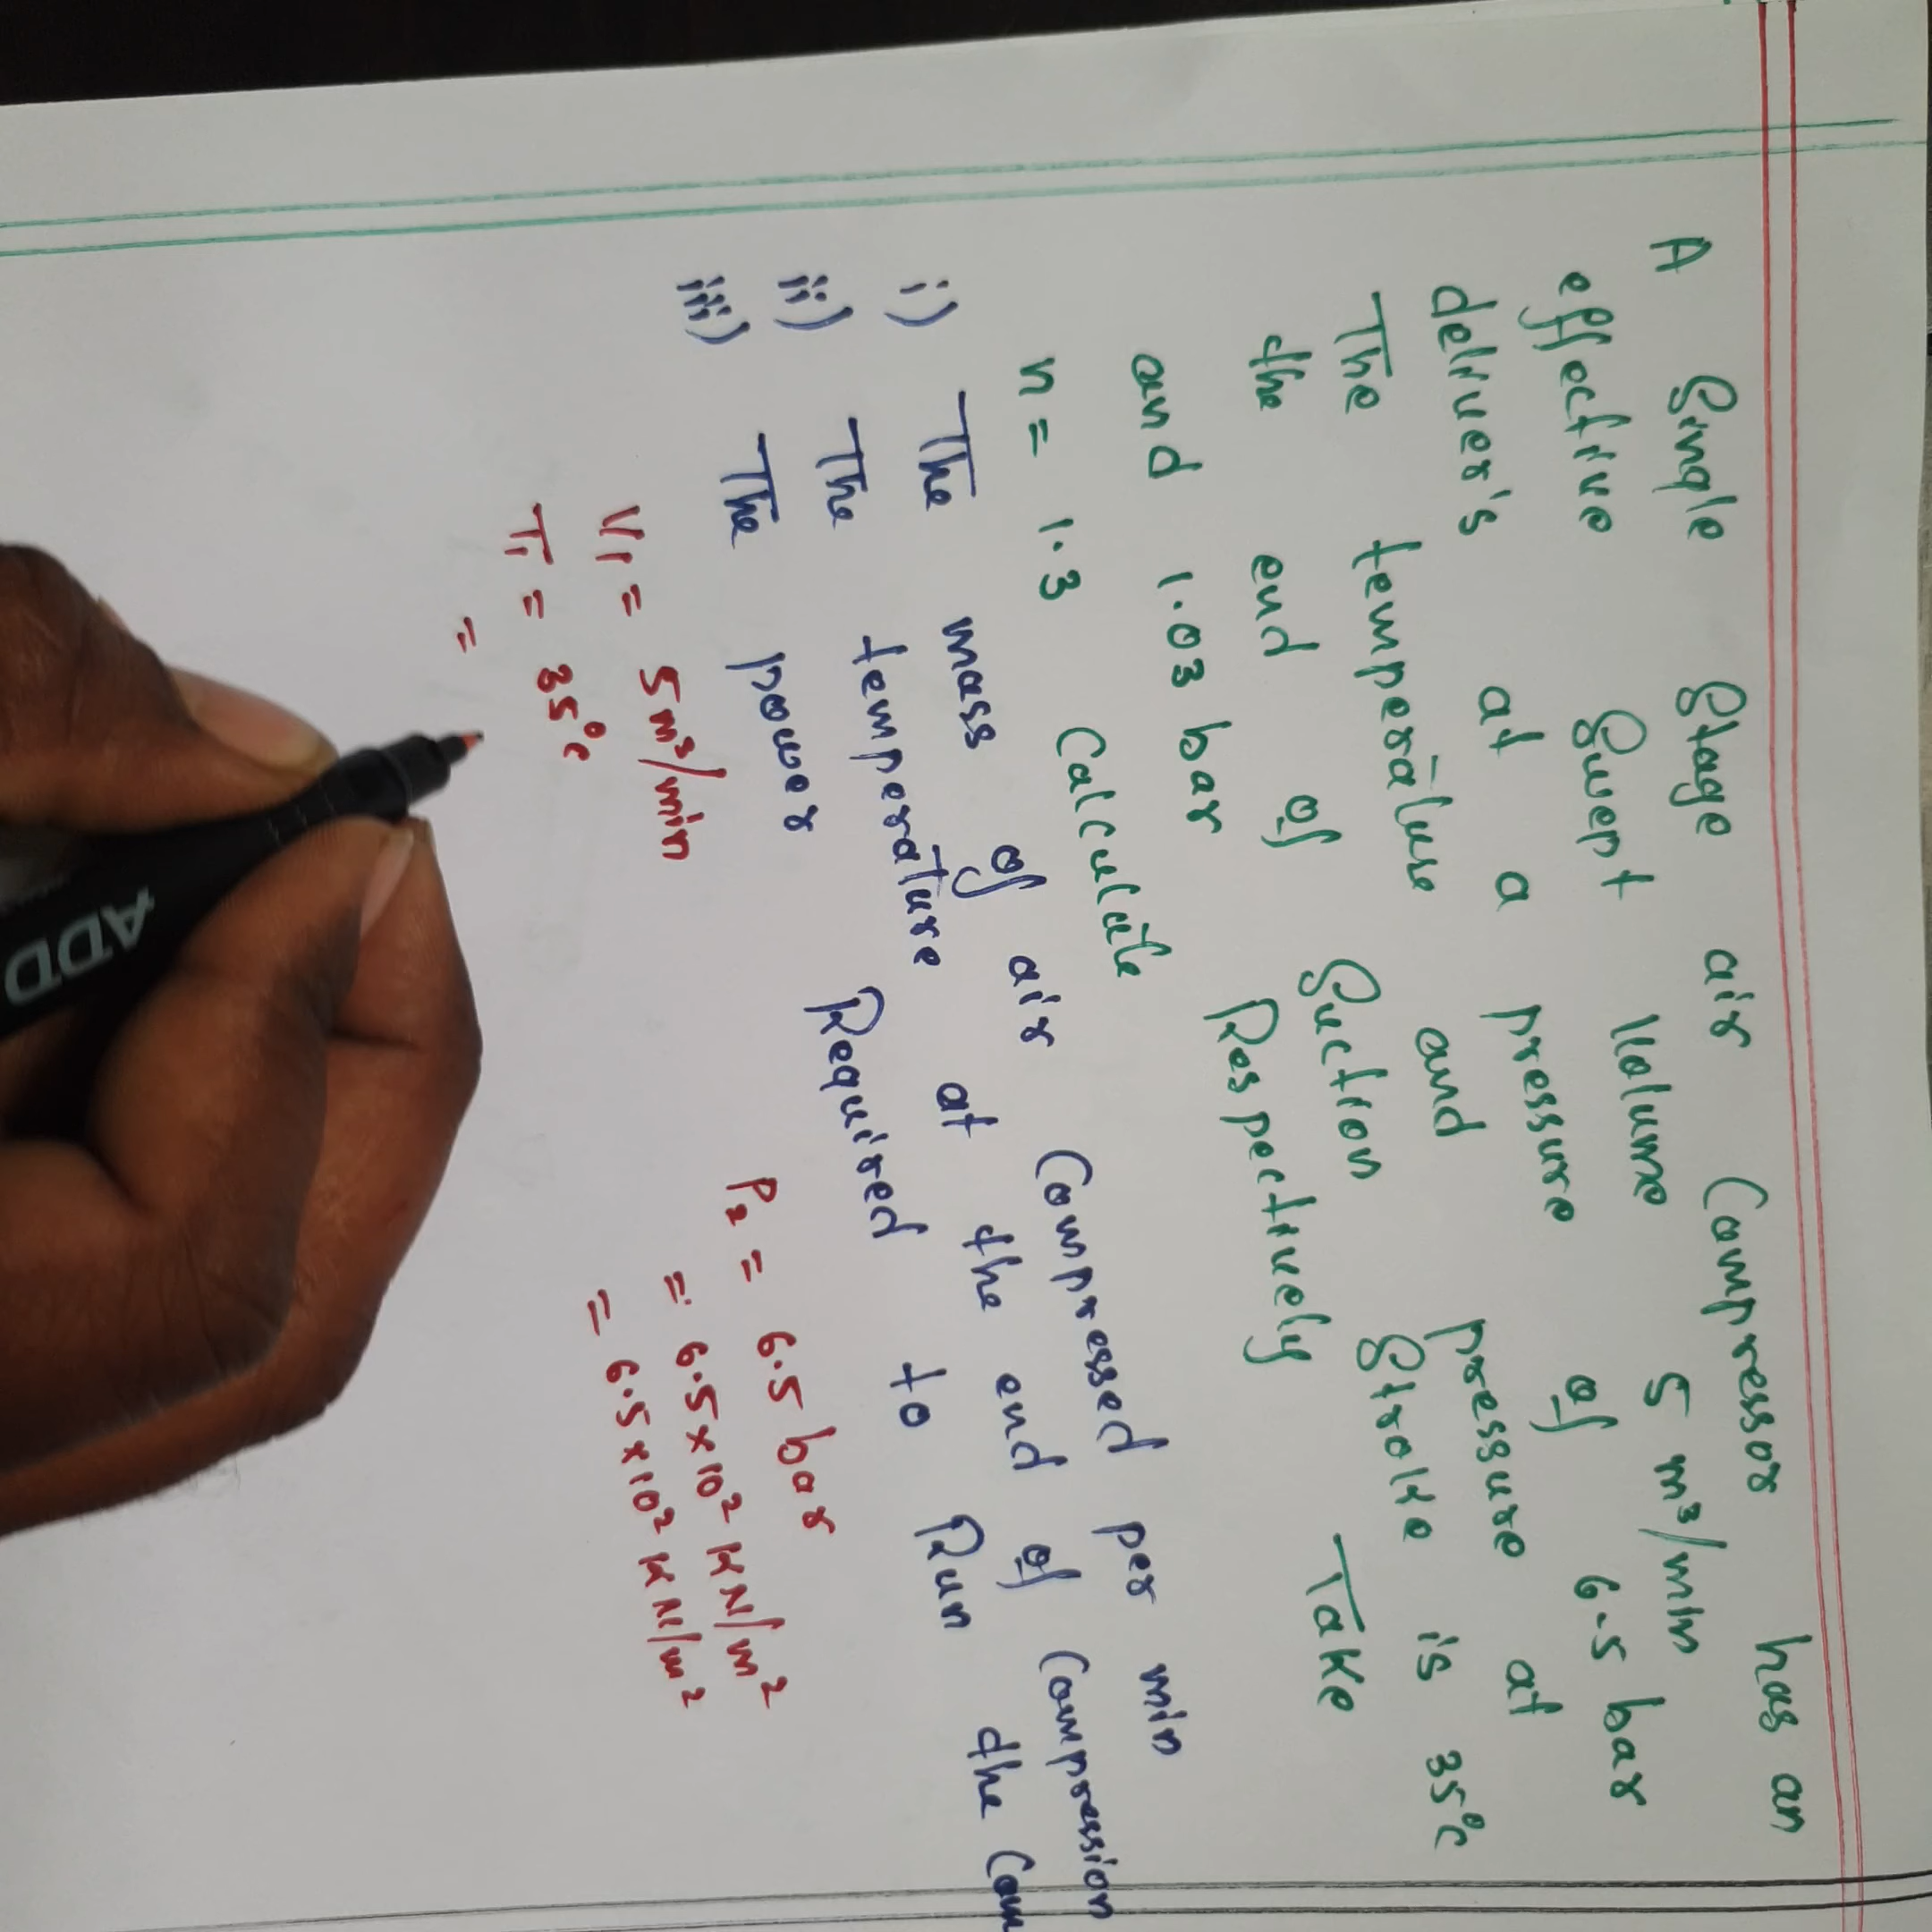 A Single Stage air Compressor has an
effective Swept Volume 5 m³/min
deliver's at a pressure of 6.5 bar
The temperature and pressure at
the end of Suction Stroke is 35°C
and 1.03 bar Respectively Take
n = 1.3 Calculate
i) The mass of air Compressed per min
ii) The temperature at the end of Compression
iii) The power Required to Run the Com
V1 = 5 m³/min
T1 = 35°C
=
P2 = 6.5 bar
= 6.5 × 10² KN/m²
= 6.5 × 10² KN/m²
ADD